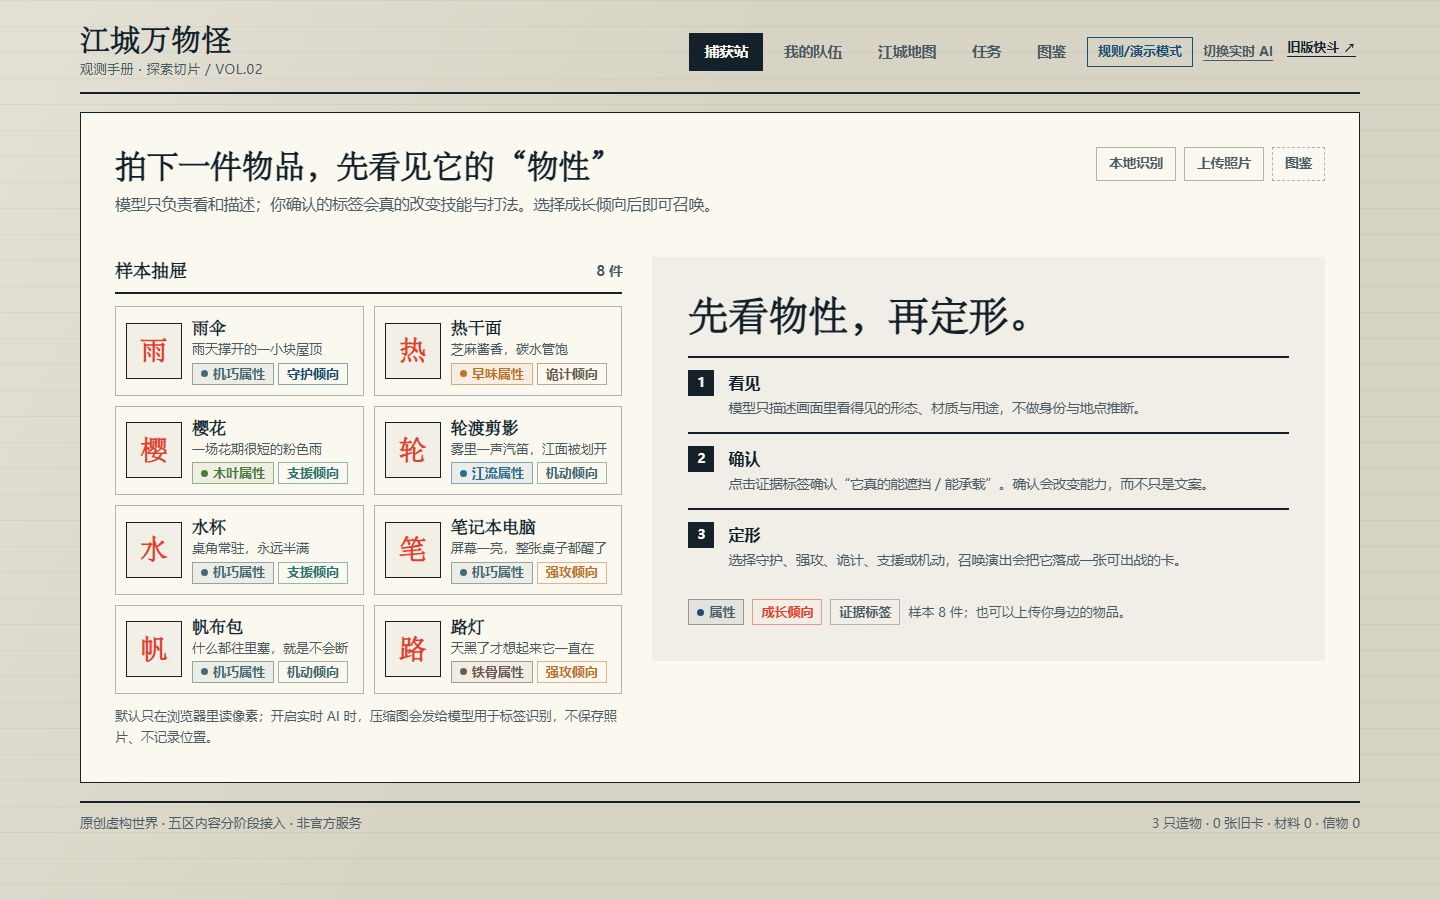 江城万物怪
观测手册 · 探索切片 / VOL.02
捕获站
我的队伍
江城地图
任务
图鉴
规则/演示模式
切换实时 AI
旧版快斗 ↗
拍下一件物品，先看见它的“物性”
模型只负责看和描述；你确认的标签会真的改变技能与打法。选择成长倾向后即可召唤。
本地识别
上传照片
图鉴
样本抽屉
8 件
雨
雨伞
雨天撑开的一小块屋顶
机巧属性
守护倾向
热
热干面
芝麻酱香，碳水管饱
早味属性
诡计倾向
樱
樱花
一场花期很短的粉色雨
木叶属性
支援倾向
轮
轮渡剪影
雾里一声汽笛，江面被划开
江流属性
机动倾向
水
水杯
桌角常驻，永远半满
机巧属性
支援倾向
笔
笔记本电脑
屏幕一亮，整张桌子都醒了
机巧属性
强攻倾向
帆
帆布包
什么都往里塞，就是不会断
机巧属性
机动倾向
路
路灯
天黑了才想起来它一直在
铁骨属性
强攻倾向
默认只在浏览器里读像素；开启实时 AI 时，压缩图会发给模型用于标签识别，不保存照
片、不记录位置。
先看物性，再定形。
1
看见
模型只描述画面里看得见的形态、材质与用途，不做身份与地点推断。
2
确认
点击证据标签确认“它真的能遮挡 / 能承载”。确认会改变能力，而不只是文案。
3
定形
选择守护、强攻、诡计、支援或机动，召唤演出会把它落成一张可出战的卡。
属性
成长倾向
证据标签
样本 8 件；也可以上传你身边的物品。
原创虚构世界 · 五区内容分阶段接入 · 非官方服务
3 只造物 · 0 张旧卡 · 材料 0 · 信物 0